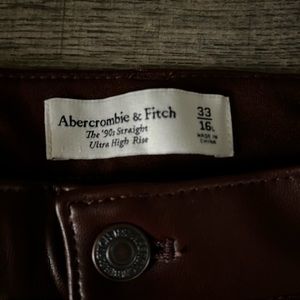 Abercrombie & Fitch
The '90s Straight
Ultra High Rise
33
16L
MADE IN
CHINA